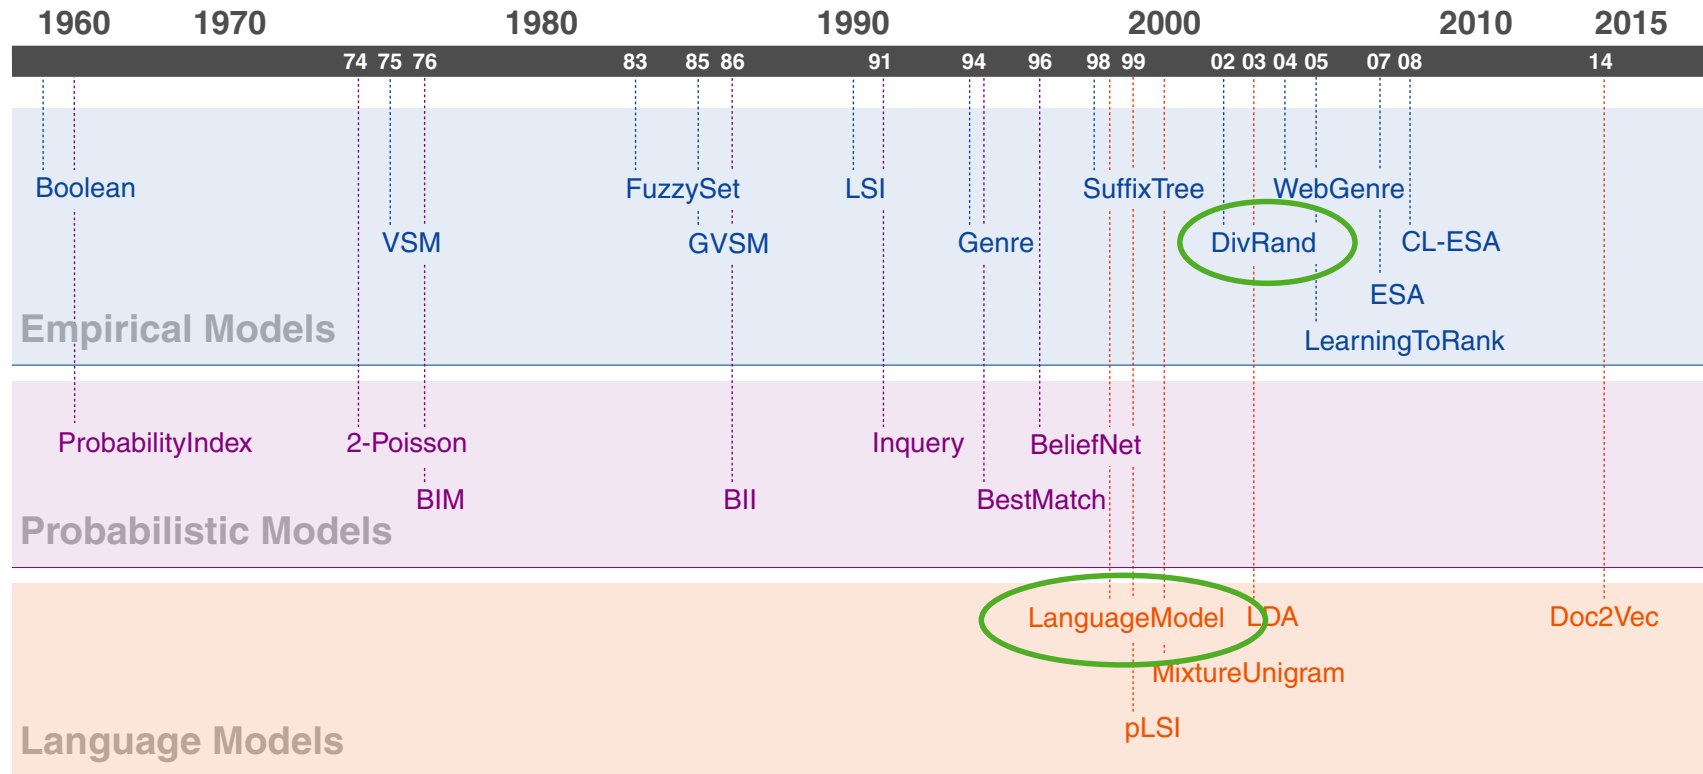 1960 1970 1980 1990 2000 2010 2015
74 75 76 83 85 86 91 94 96 98 99 02 03 04 05 07 08 14
Boolean FuzzySet LSI SuffixTree WebGenre
VSM GVSM Genre DivRand CL-ESA
ESA
Empirical Models
LearningToRank
ProbabilityIndex 2-Poisson Inquery BeliefNet
BIM BII BestMatch
Probabilistic Models
LanguageModel LDA Doc2Vec
MixtureUnigram
pLSI
Language Models